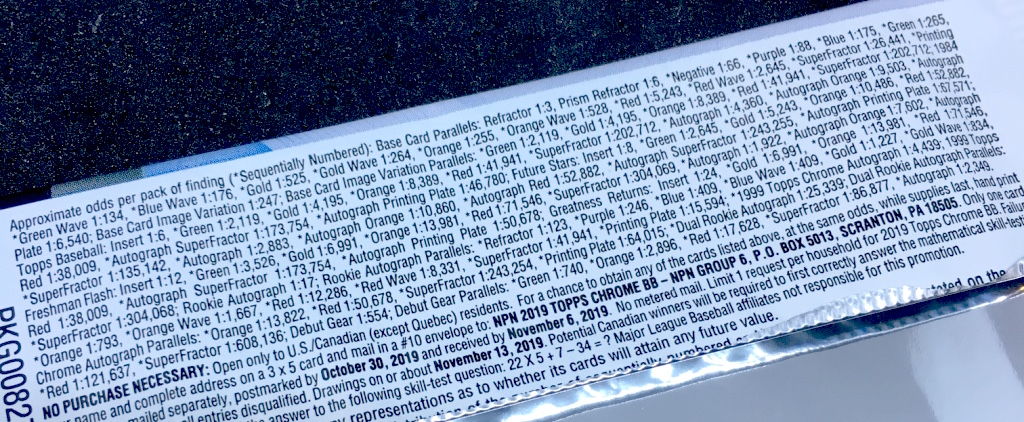 Approximate odds per pack of finding (*Sequentially Numbered): Base Card Parallels: Refractor 1:3, Prism Refractor 1:6, *Negative 1:66, *Purple 1:88, *Blue 1:175, *Green 1:265,
*Green Wave 1:134, *Blue Wave 1:176, *Gold 1:525, *Gold Wave 1:264, *Orange 1:255, *Orange Wave 1:528, *Red 1:5,243, *Red Wave 1:2,645, *SuperFractor 1:26,441, *Printing
Plate 1:6,540; Base Card Image Variation 1:247; Base Card Image Variation Parallels: *Green 1:2,119, *Gold 1:4,195, *Orange 1:8,389, *Red 1:41,941, *SuperFractor 1:202,712; 1984
Topps Baseball: Insert 1:6, *Green 1:2,119, *Gold 1:4,195, *Orange 1:8,389, *Red 1:41,941, *SuperFractor 1:202,712, *Autograph 1:4,360, *Autograph Orange 1:9,503, *Autograph
Red 1:38,009, *Autograph SuperFractor 1:173,754, *Autograph Printing Plate 1:46,780; Future Stars: Insert 1:8, *Green 1:2,645, *Gold 1:5,243, *Orange 1:10,486, *Red 1:52,882,
*SuperFractor 1:135,142, *Autograph 1:2,883, *Autograph Orange 1:10,860, *Autograph Red 1:52,882, *Autograph SuperFractor 1:243,255, *Autograph Printing Plate 1:67,571;
Freshman Flash: Insert 1:12, *Green 1:3,526, *Gold 1:6,991, *Orange 1:13,981, *Red 1:71,546, *SuperFractor 1:304,069, *Autograph 1:1,922, *Autograph Orange 1:7,602, *Autograph
Red 1:38,009, *Autograph SuperFractor 1:173,754, *Autograph Printing Plate 1:50,678; Greatness Returns: Insert 1:24, *Gold 1:6,991, *Orange 1:13,981, *Red 1:71,546,
*SuperFractor 1:304,068; Rookie Autograph 1:17; Rookie Autograph Parallels: *Refractor 1:123, *Purple 1:246, *Blue 1:409, *Blue Wave 1:409, *Gold 1:1,227, *Gold Wave 1:834,
*Orange 1:793, *Orange Wave 1:1,667, *Red 1:12,286, *Red Wave 1:8,331, *SuperFractor 1:41,941, *Printing Plate 1:15,594; 1999 Topps Chrome Autograph 1:4,439, 1999 Topps
Chrome Autograph Parallels: *Orange 1:13,822, *Red 1:50,678, *SuperFractor 1:243,254, *Printing Plate 1:64,015; *Dual Rookie Autograph 1:25,339; Dual Rookie Autograph Parallels:
*Red 1:121,637, *SuperFractor 1:608,136; Debut Gear 1:554; Debut Gear Parallels: *Green 1:740, *Orange 1:2,896, *Red 1:17,628, *SuperFractor 1:86,877, *Autograph 1:2,349.
NO PURCHASE NECESSARY: Open only to U.S./Canadian (except Quebec) residents. For a chance to obtain any of the cards listed above, at the same odds, while supplies last, hand print
name and complete address on a 3 x 5 card and mail in a #10 envelope to: NPN 2019 TOPPS CHROME BB – NPN GROUP 6, P.O. BOX 5013, SCRANTON, PA 18505. Only one card
mailed separately, postmarked by October 30, 2019 and received by November 6, 2019. No metered mail. Limit 1 request per household for 2019 Topps Chrome BB. Failure
entries disqualified. Drawings on or about November 13, 2019. Potential Canadian winners will be required to first correctly answer the mathematical skill-test
answer to the following skill-test question: 22 X 5 + 7 – 34 = ? Major League Baseball affiliates not responsible for this promotion.
representations as to whether its cards will attain any future value.
on the
PKG0082